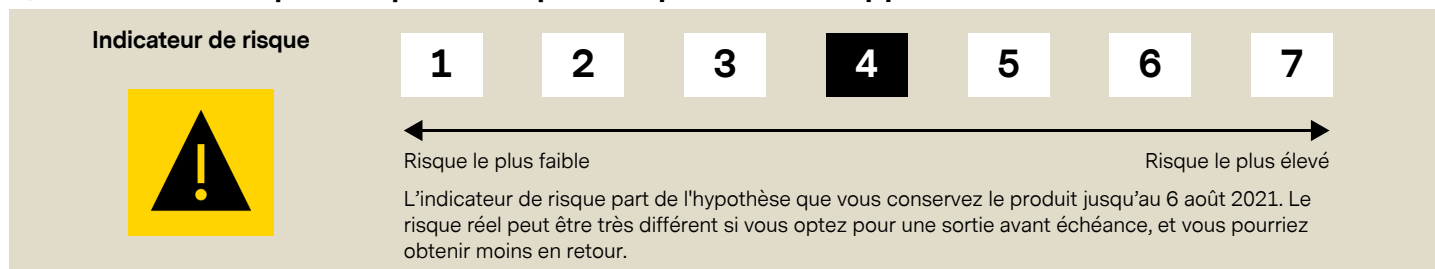 Indicateur de risque
1 2 3 4 5 6 7
Risque le plus faible Risque le plus élevé
L’indicateur de risque part de l'hypothèse que vous conservez le produit jusqu’au 6 août 2021. Le
risque réel peut être très différent si vous optez pour une sortie avant échéance, et vous pourriez
obtenir moins en retour.